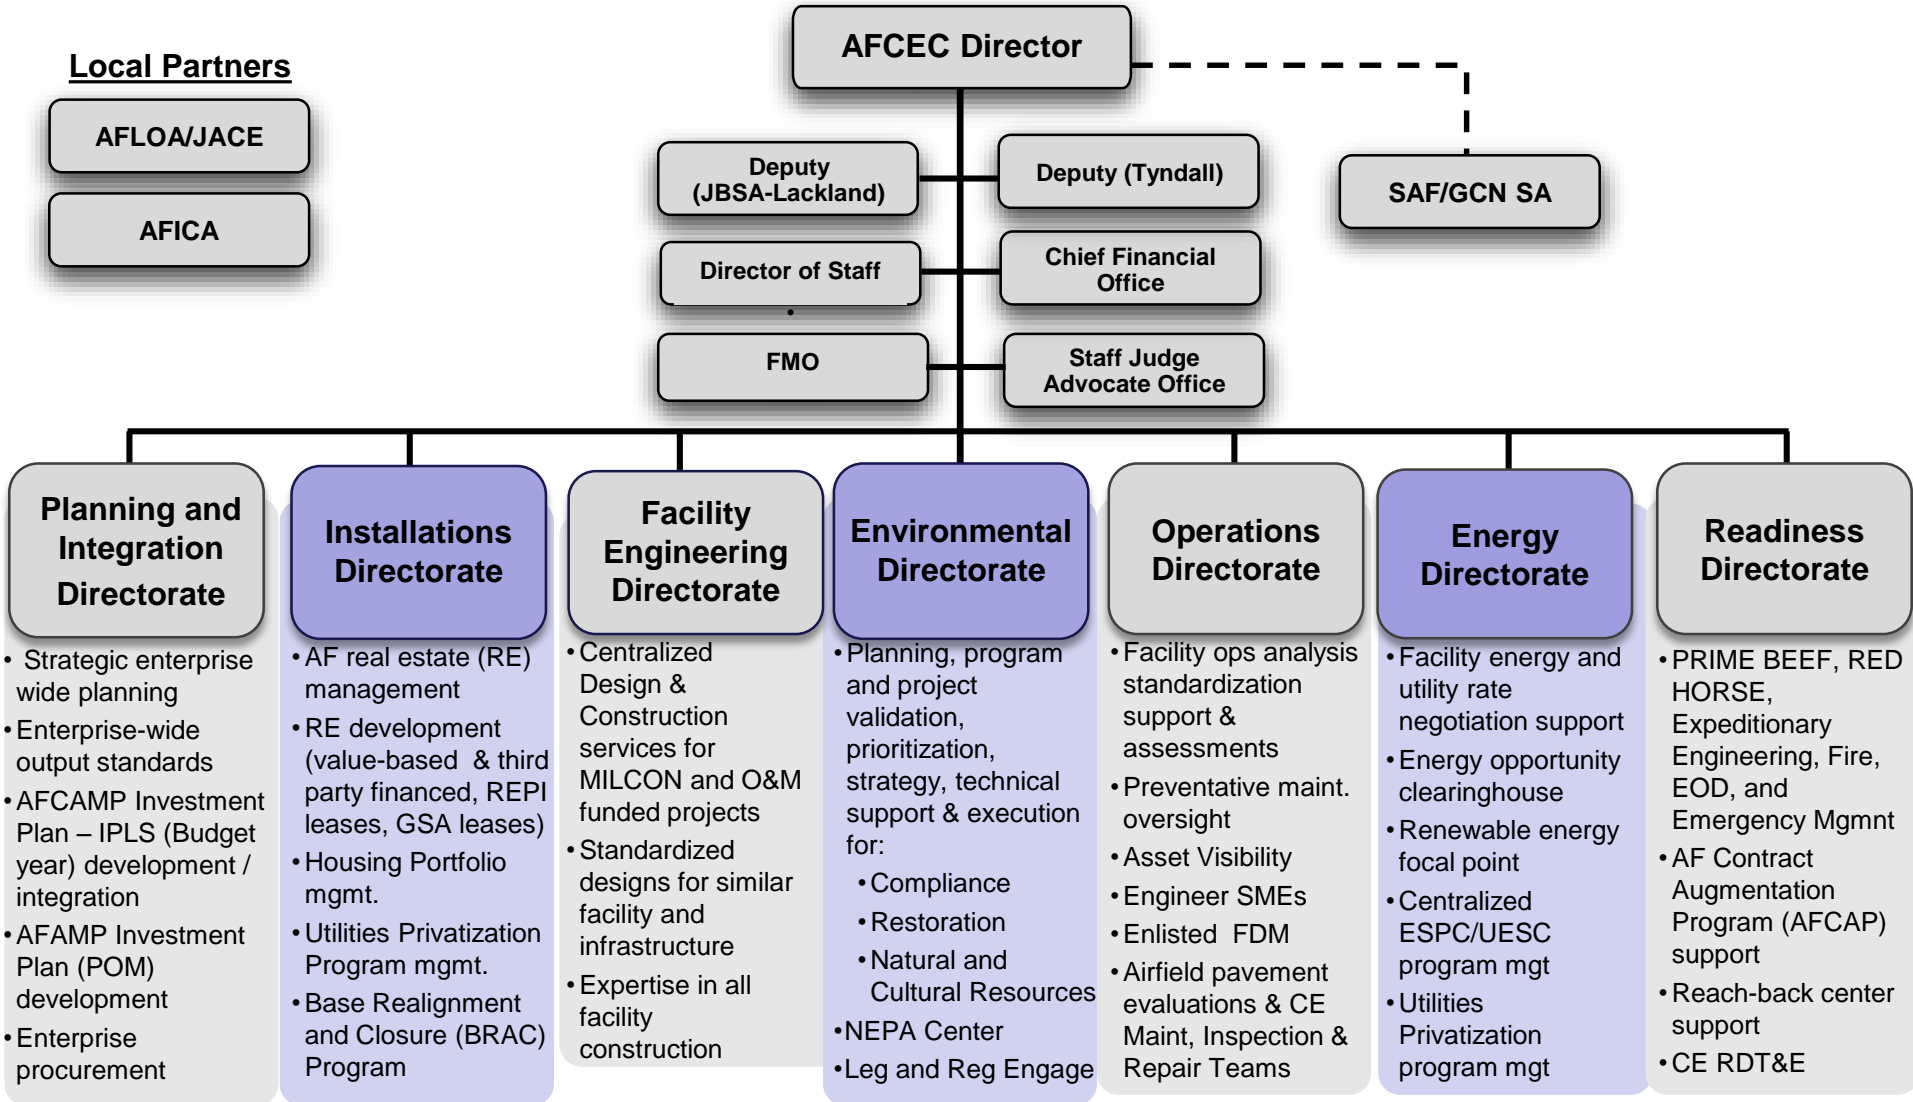 AFCEC Director
Local Partners
AFLOA/JACE
AFICA
Deputy
(JBSA-Lackland)
Deputy (Tyndall)
SAF/GCN SA
Director of Staff
Chief Financial
Office
•
FMO
Staff Judge
Advocate Office
Planning and
Integration
Directorate
• Strategic enterprise
wide planning
• Enterprise-wide
output standards
• AFCAMP Investment
Plan – IPLS (Budget
year) development /
integration
• AFAMP Investment
Plan (POM)
development
• Enterprise
procurement
Installations
Directorate
• AF real estate (RE)
management
• RE development
(value-based & third
party financed, REPI
leases, GSA leases)
• Housing Portfolio
mgmt.
• Utilities Privatization
Program mgmt.
• Base Realignment
and Closure (BRAC)
Program
Facility
Engineering
Directorate
• Centralized
Design &
Construction
services for
MILCON and O&M
funded projects
• Standardized
designs for similar
facility and
infrastructure
• Expertise in all
facility
construction
Environmental
Directorate
• Planning, program
and project
validation,
prioritization,
strategy, technical
support & execution
for:
• Compliance
• Restoration
• Natural and
Cultural Resources
• NEPA Center
• Leg and Reg Engage
Operations
Directorate
• Facility ops analysis
standardization
support &
assessments
• Preventative maint.
oversight
• Asset Visibility
• Engineer SMEs
• Enlisted FDM
• Airfield pavement
evaluations & CE
Maint, Inspection &
Repair Teams
Energy
Directorate
• Facility energy and
utility rate
negotiation support
• Energy opportunity
clearinghouse
• Renewable energy
focal point
• Centralized
ESPC/UESC
program mgt
• Utilities
Privatization
program mgt
Readiness
Directorate
• PRIME BEEF, RED
HORSE,
Expeditionary
Engineering, Fire,
EOD, and
Emergency Mgmnt
• AF Contract
Augmentation
Program (AFCAP)
support
• Reach-back center
support
• CE RDT&E